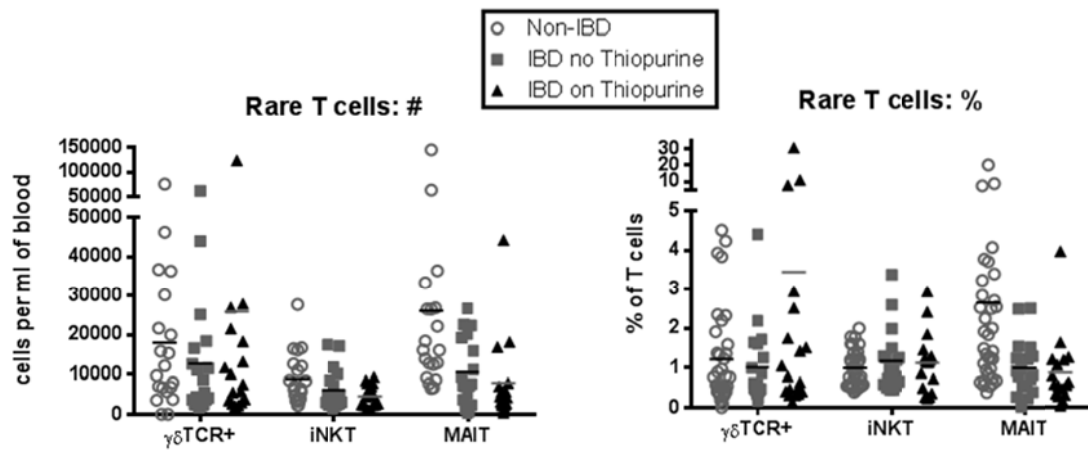 Non-IBD
IBD no Thiopurine
IBD on Thiopurine
Rare T cells: #
Rare T cells: %
150000
100000
50000
50000
40000
30000
20000
10000
0
cells per ml of blood
γδTCR+
iNKT
MAIT
30
20
10
5
4
3
2
1
0
% of T cells
γδTCR+
iNKT
MAIT